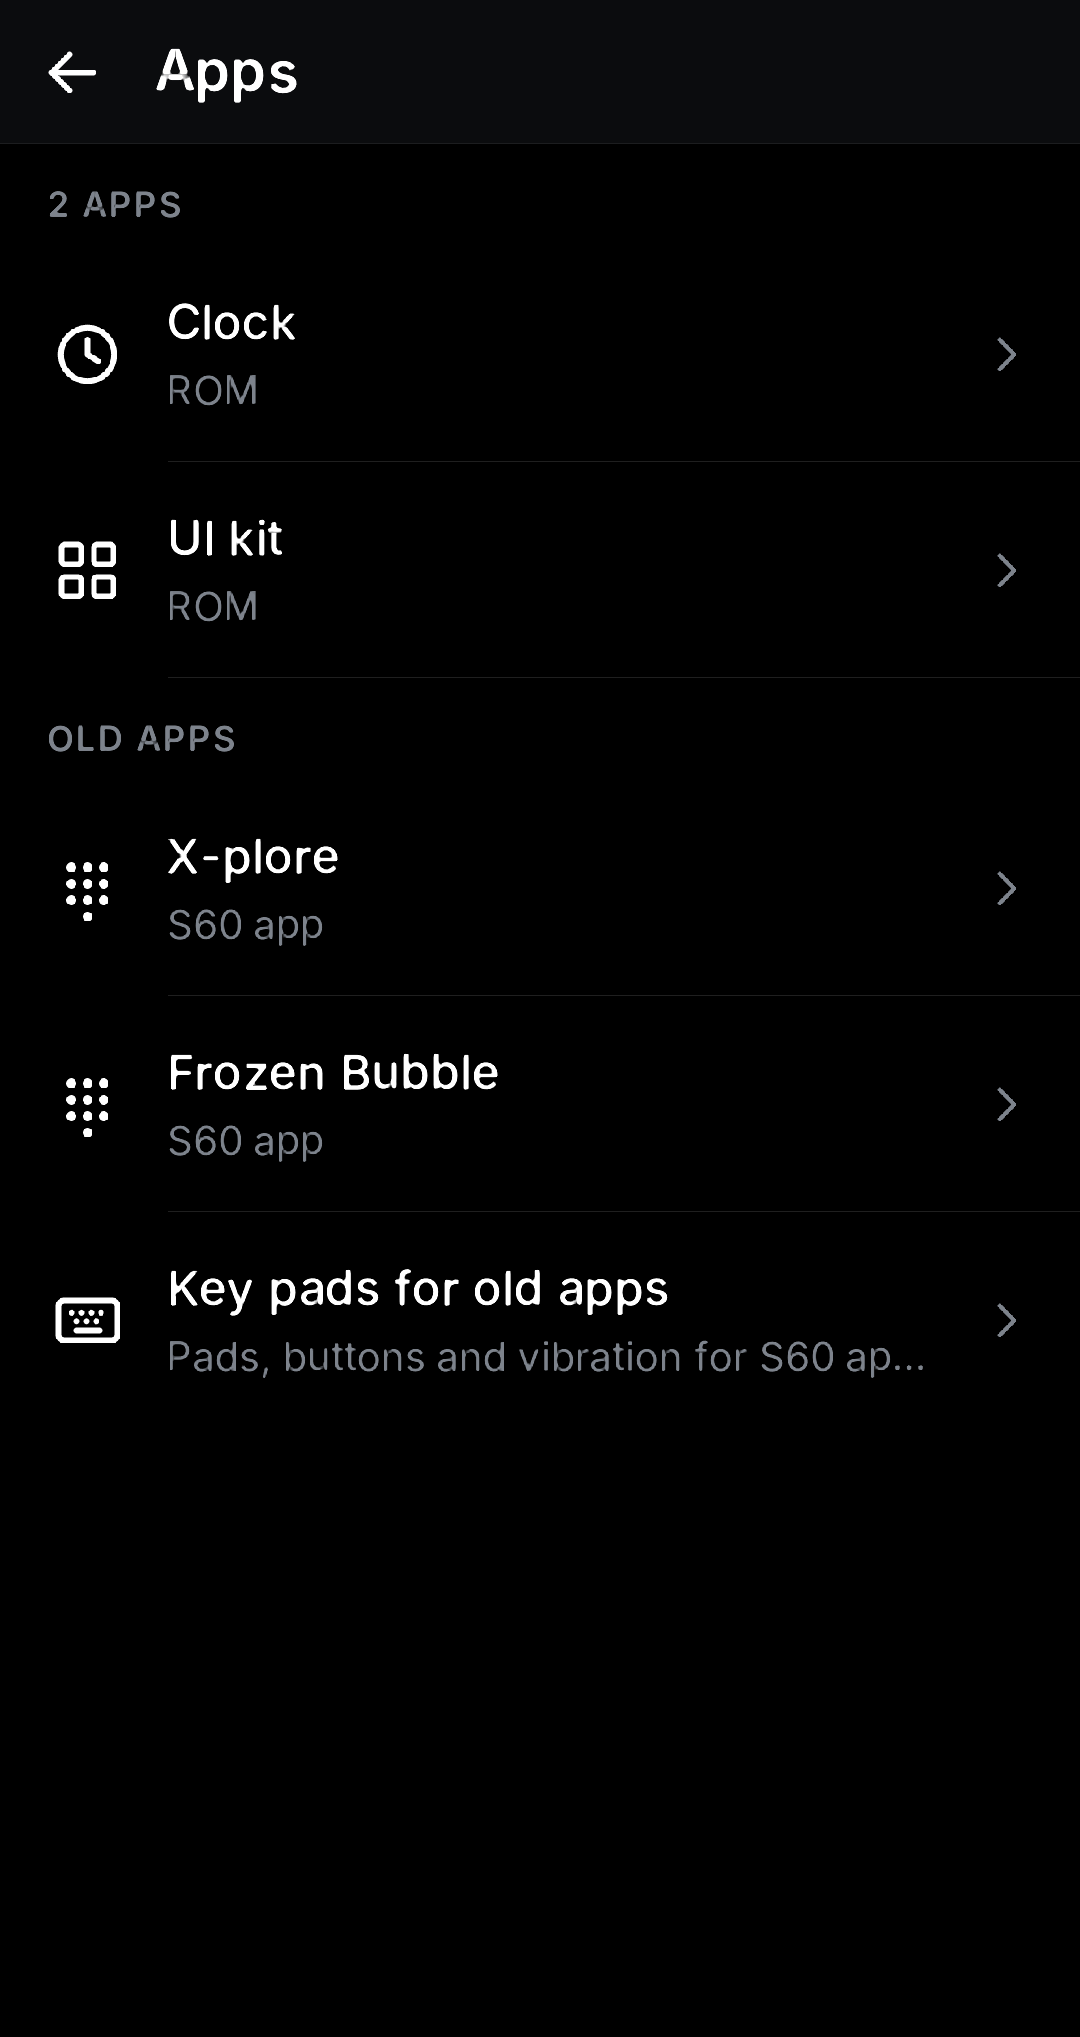 Apps
2 APPS
Clock
ROM
UI kit
ROM
OLD APPS
X-plore
S60 app
Frozen Bubble
S60 app
Key pads for old apps
Pads, buttons and vibration for S60 ap...